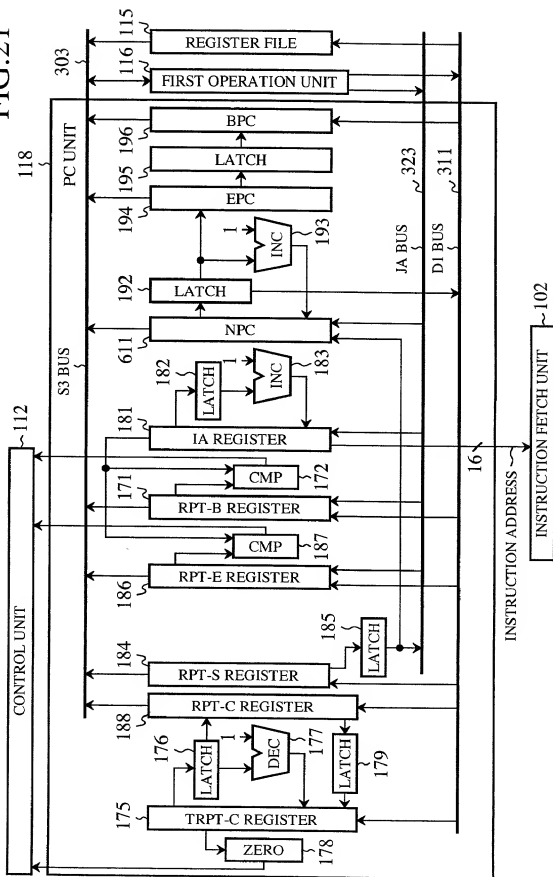 FIG.21
112
CONTROL UNIT
118
PC UNIT
303
S3 BUS
115
REGISTER FILE
116
FIRST OPERATION UNIT
196
BPC
195
LATCH
194
EPC
193
1
INC
192
LATCH
611
NPC
182
LATCH
1
INC
183
181
IA REGISTER
CMP
172
171
RPT-B REGISTER
CMP
187
186
RPT-E REGISTER
185
LATCH
184
RPT-S REGISTER
188
RPT-C REGISTER
176
LATCH
1
DEC
177
LATCH
179
175
TRPT-C REGISTER
ZERO
178
JA BUS
323
D1 BUS
311
16
INSTRUCTION ADDRESS
INSTRUCTION FETCH UNIT
102